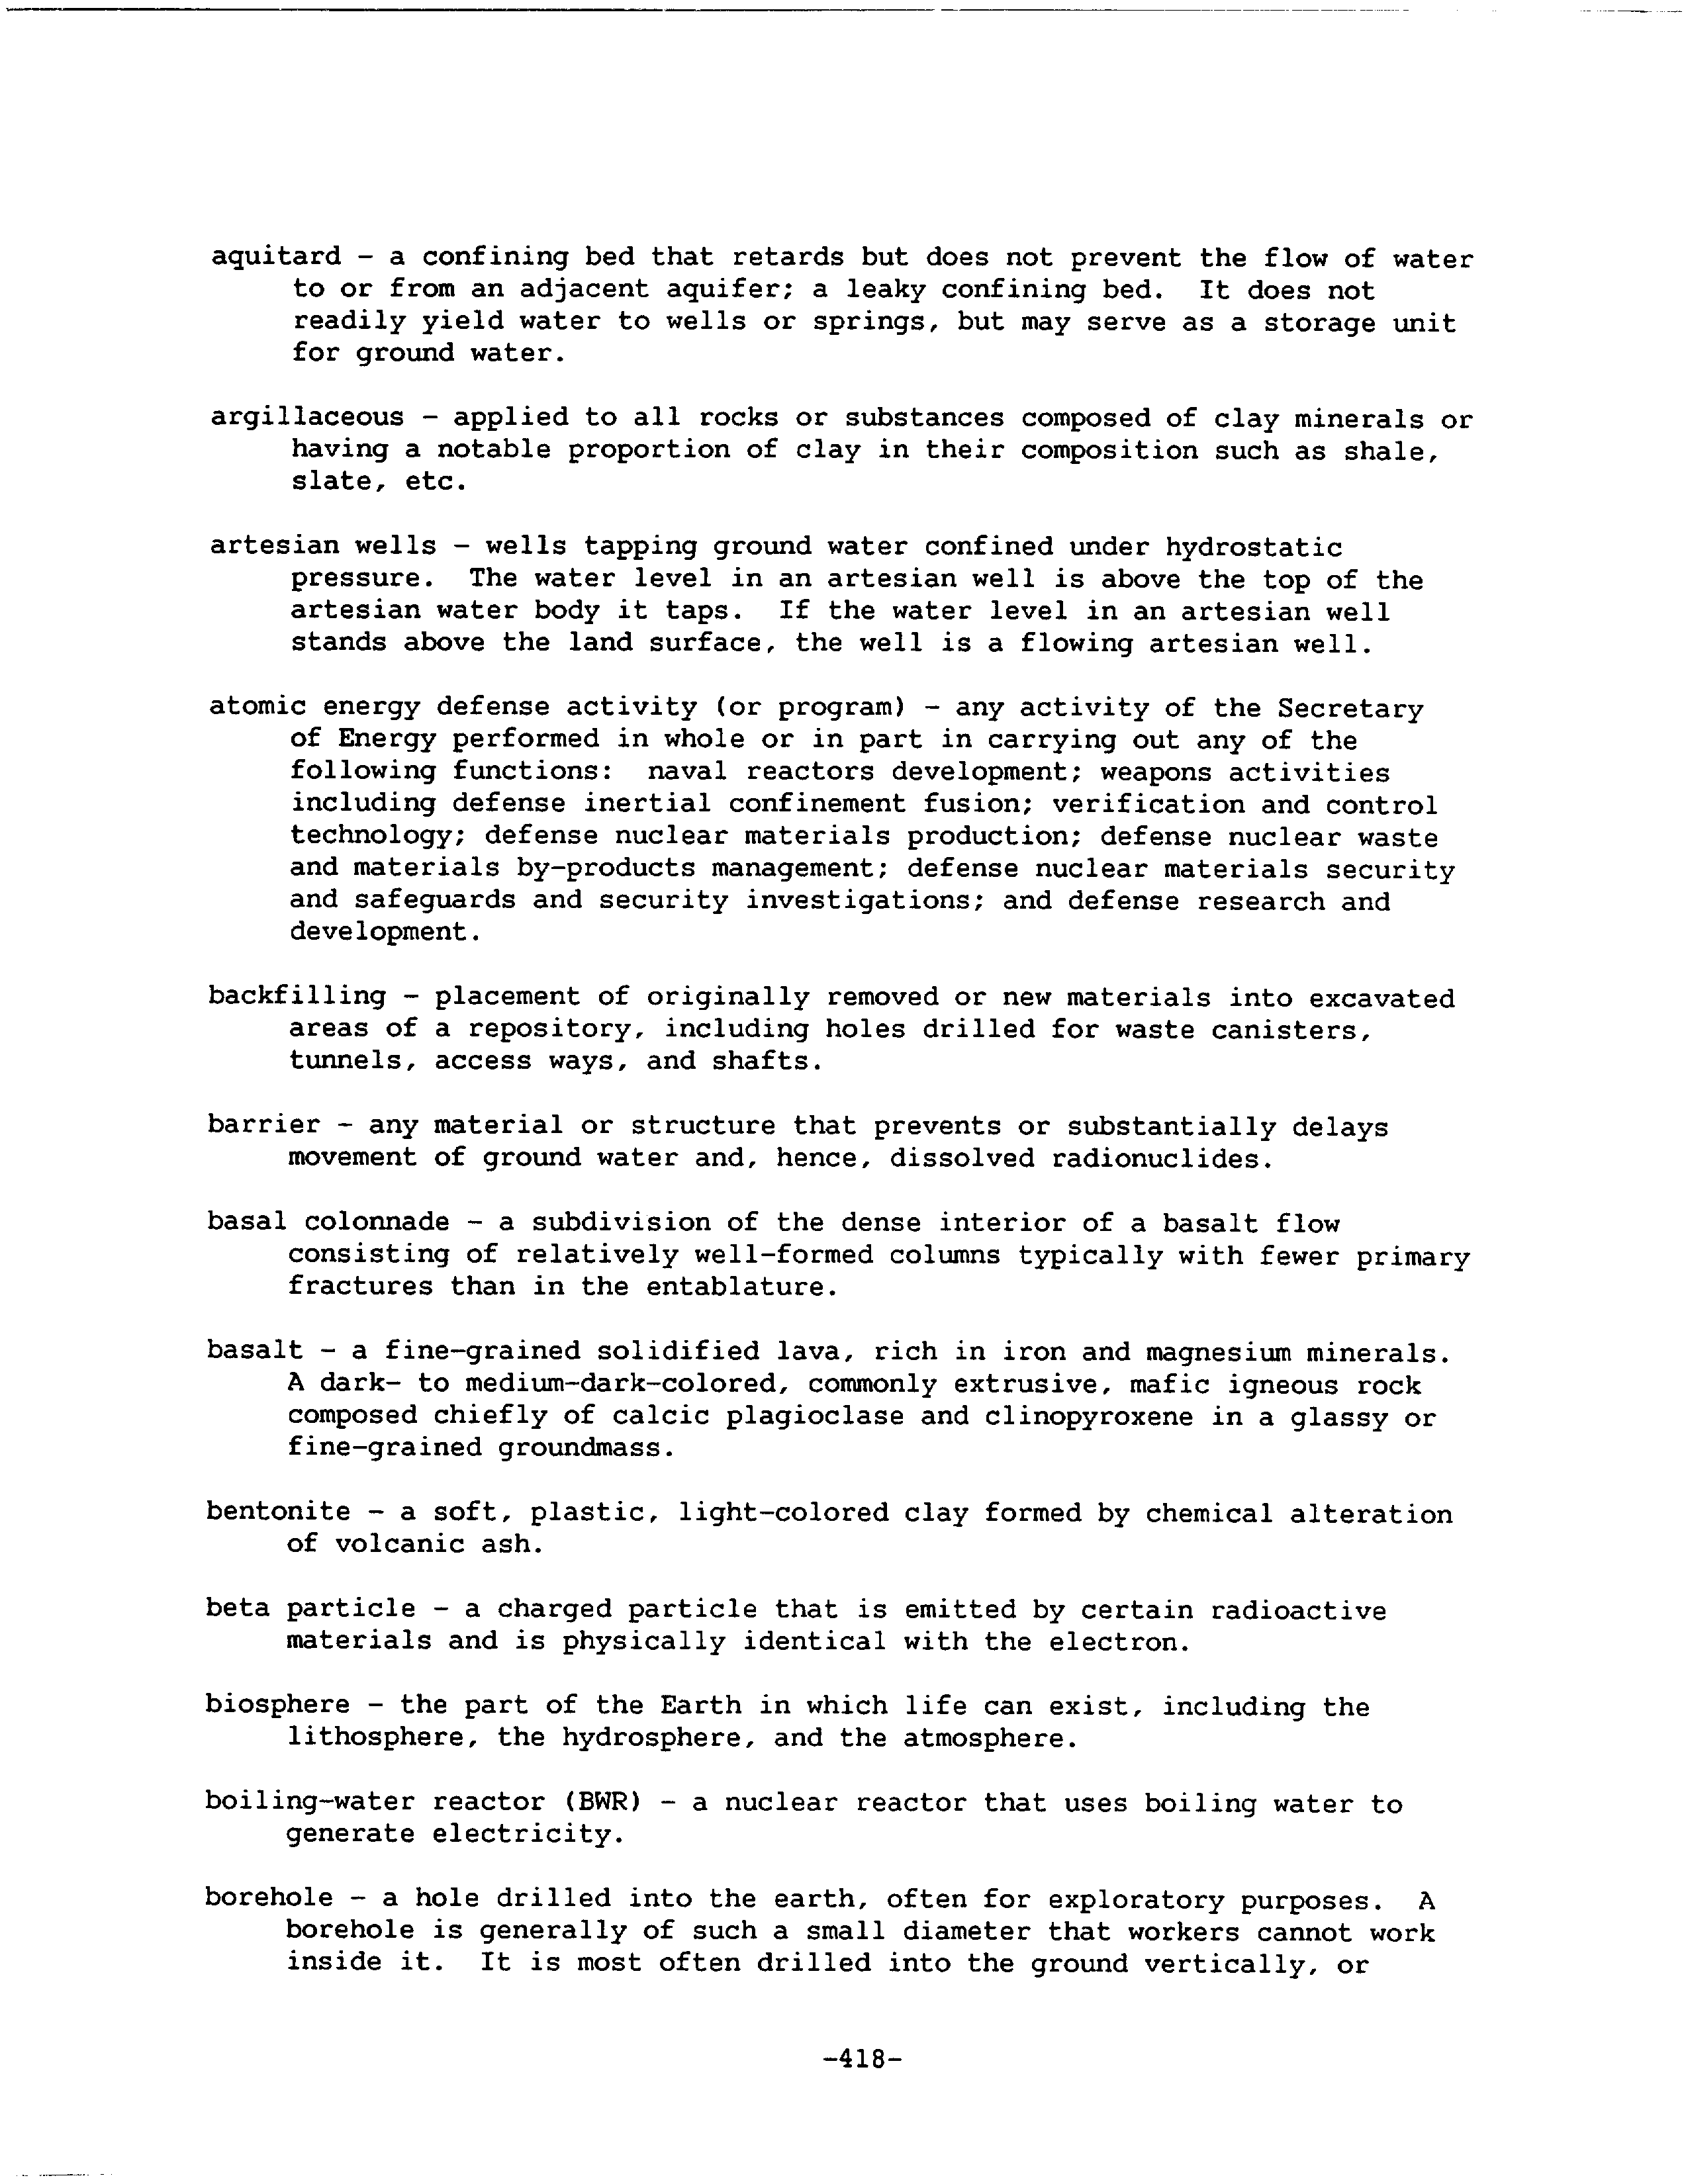 aquitard - a confining bed that retards but does not prevent the flow of water
to or from an adjacent aquifer; a leaky confining bed. It does not
readily yield water to wells or springs, but may serve as a storage unit
for ground water.
argillaceous - applied to all rocks or substances composed of clay minerals or
having a notable proportion of clay in their composition such as shale,
slate, etc.
artesian wells - wells tapping ground water confined under hydrostatic
pressure. The water level in an artesian well is above the top of the
artesian water body it taps. If the water level in an artesian well
stands above the land surface, the well is a flowing artesian well.
atomic energy defense activity (or program) - any activity of the Secretary
of Energy performed in whole or in part in carrying out any of the
following functions: naval reactors development; weapons activities
including defense inertial confinement fusion; verification and control
technology; defense nuclear materials production; defense nuclear waste
and materials by-products management; defense nuclear materials security
and safeguards and security investigations; and defense research and
development.
backfilling - placement of originally removed or new materials into excavated
areas of a repository, including holes drilled for waste canisters,
tunnels, access ways, and shafts.
barrier - any material or structure that prevents or substantially delays
movement of ground water and, hence, dissolved radionuclides.
basal colonnade - a subdivision of the dense interior of a basalt flow
consisting of relatively well-formed columns typically with fewer primary
fractures than in the entablature.
basalt - a fine-grained solidified lava, rich in iron and magnesium minerals.
A dark- to medium-dark-colored, commonly extrusive, mafic igneous rock
composed chiefly of calcic plagioclase and clinopyroxene in a glassy or
fine-grained groundmass.
bentonite - a soft, plastic, light-colored clay formed by chemical alteration
of volcanic ash.
beta particle - a charged particle that is emitted by certain radioactive
materials and is physically identical with the electron.
biosphere - the part of the Earth in which life can exist, including the
lithosphere, the hydrosphere, and the atmosphere.
boiling-water reactor (BWR) - a nuclear reactor that uses boiling water to
generate electricity.
borehole - a hole drilled into the earth, often for exploratory purposes. A
borehole is generally of such a small diameter that workers cannot work
inside it. It is most often drilled into the ground vertically, or
-418-